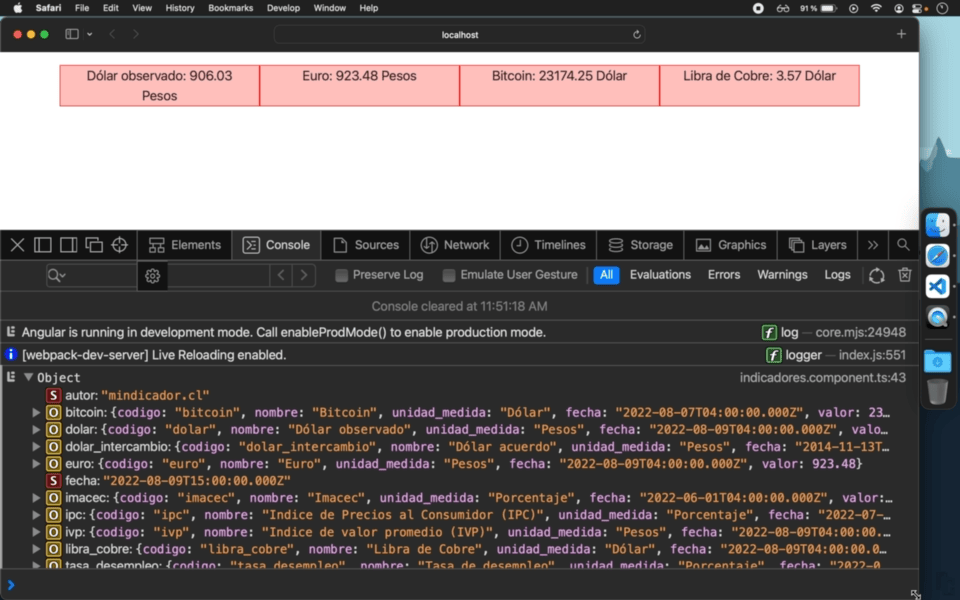 Safari File Edit View History Bookmarks Develop Window Help 91 %
localhost
Dólar observado: 906.03 Pesos
Euro: 923.48 Pesos
Bitcoin: 23174.25 Dólar
Libra de Cobre: 3.57 Dólar
Elements Console Sources Network Timelines Storage Graphics Layers
Preserve Log Emulate User Gesture All Evaluations Errors Warnings Logs
Console cleared at 11:51:18 AM
Angular is running in development mode. Call enableProdMode() to enable production mode. f log — core.mjs:24948
[webpack-dev-server] Live Reloading enabled. f logger — index.js:551
Object indicadores.component.ts:43
S autor: "mindicador.cl"
O bitcoin: {codigo: "bitcoin", nombre: "Bitcoin", unidad_medida: "Dólar", fecha: "2022-08-07T04:00:00.000Z", valor: 23…
O dolar: {codigo: "dolar", nombre: "Dólar observado", unidad_medida: "Pesos", fecha: "2022-08-09T04:00:00.000Z", valo…
O dolar_intercambio: {codigo: "dolar_intercambio", nombre: "Dólar acuerdo", unidad_medida: "Pesos", fecha: "2014-11-13T…
O euro: {codigo: "euro", nombre: "Euro", unidad_medida: "Pesos", fecha: "2022-08-09T04:00:00.000Z", valor: 923.48}
S fecha: "2022-08-09T15:00:00.000Z"
O imacec: {codigo: "imacec", nombre: "Imacec", unidad_medida: "Porcentaje", fecha: "2022-06-01T04:00:00.000Z", valor:…
O ipc: {codigo: "ipc", nombre: "Indice de Precios al Consumidor (IPC)", unidad_medida: "Porcentaje", fecha: "2022-07-…
O ivp: {codigo: "ivp", nombre: "Indice de valor promedio (IVP)", unidad_medida: "Pesos", fecha: "2022-08-09T04:00:00.…
O libra_cobre: {codigo: "libra_cobre", nombre: "Libra de Cobre", unidad_medida: "Dólar", fecha: "2022-08-09T04:00:00.0…
O tasa_desempleo: {codigo: "tasa_desempleo", nombre: "Tasa de desempleo", unidad_medida: "Porcentaje", fecha: "2022-0…